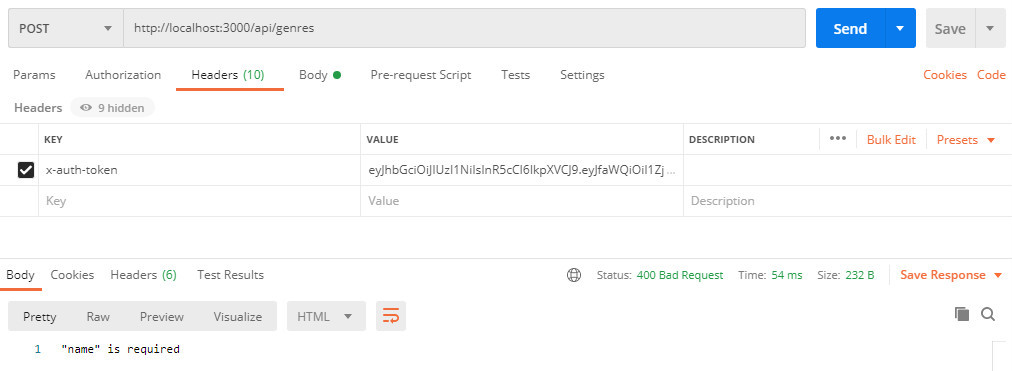 POST http://localhost:3000/api/genres Send Save
Params Authorization Headers (10) Body Pre-request Script Tests Settings Cookies Code
Headers 9 hidden
KEY VALUE DESCRIPTION ••• Bulk Edit Presets
x-auth-token eyJhbGciOiJIUzI1NiIsInR5cCI6IkpXVCJ9.eyJfaWQiOiI1Zj ...
Key Value Description
Body Cookies Headers (6) Test Results Status: 400 Bad Request Time: 54 ms Size: 232 B Save Response
Pretty Raw Preview Visualize HTML
1 "name" is required